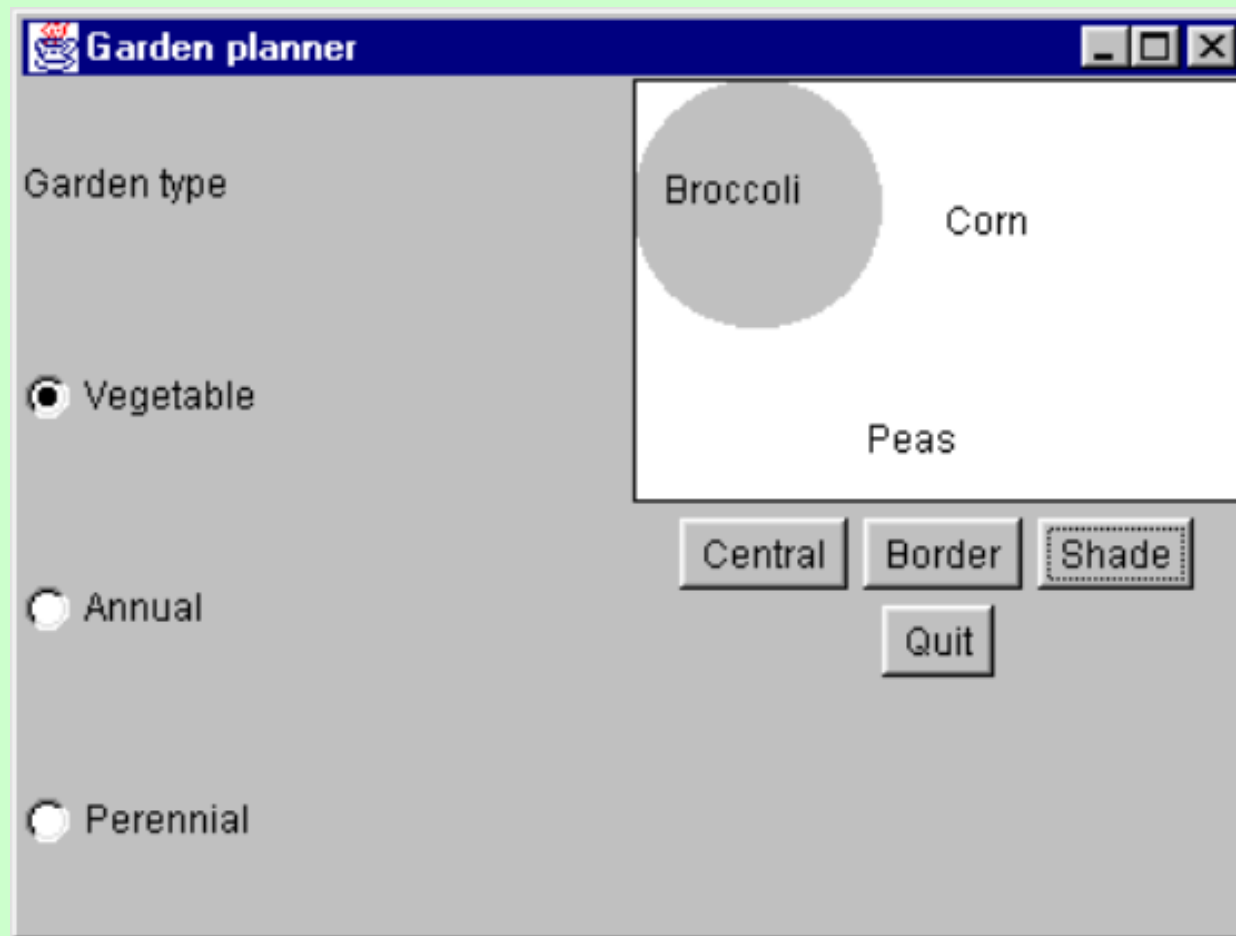 Garden planner
Garden type
Vegetable
Annual
Perennial
Broccoli
Corn
Peas
Central Border Shade
Quit